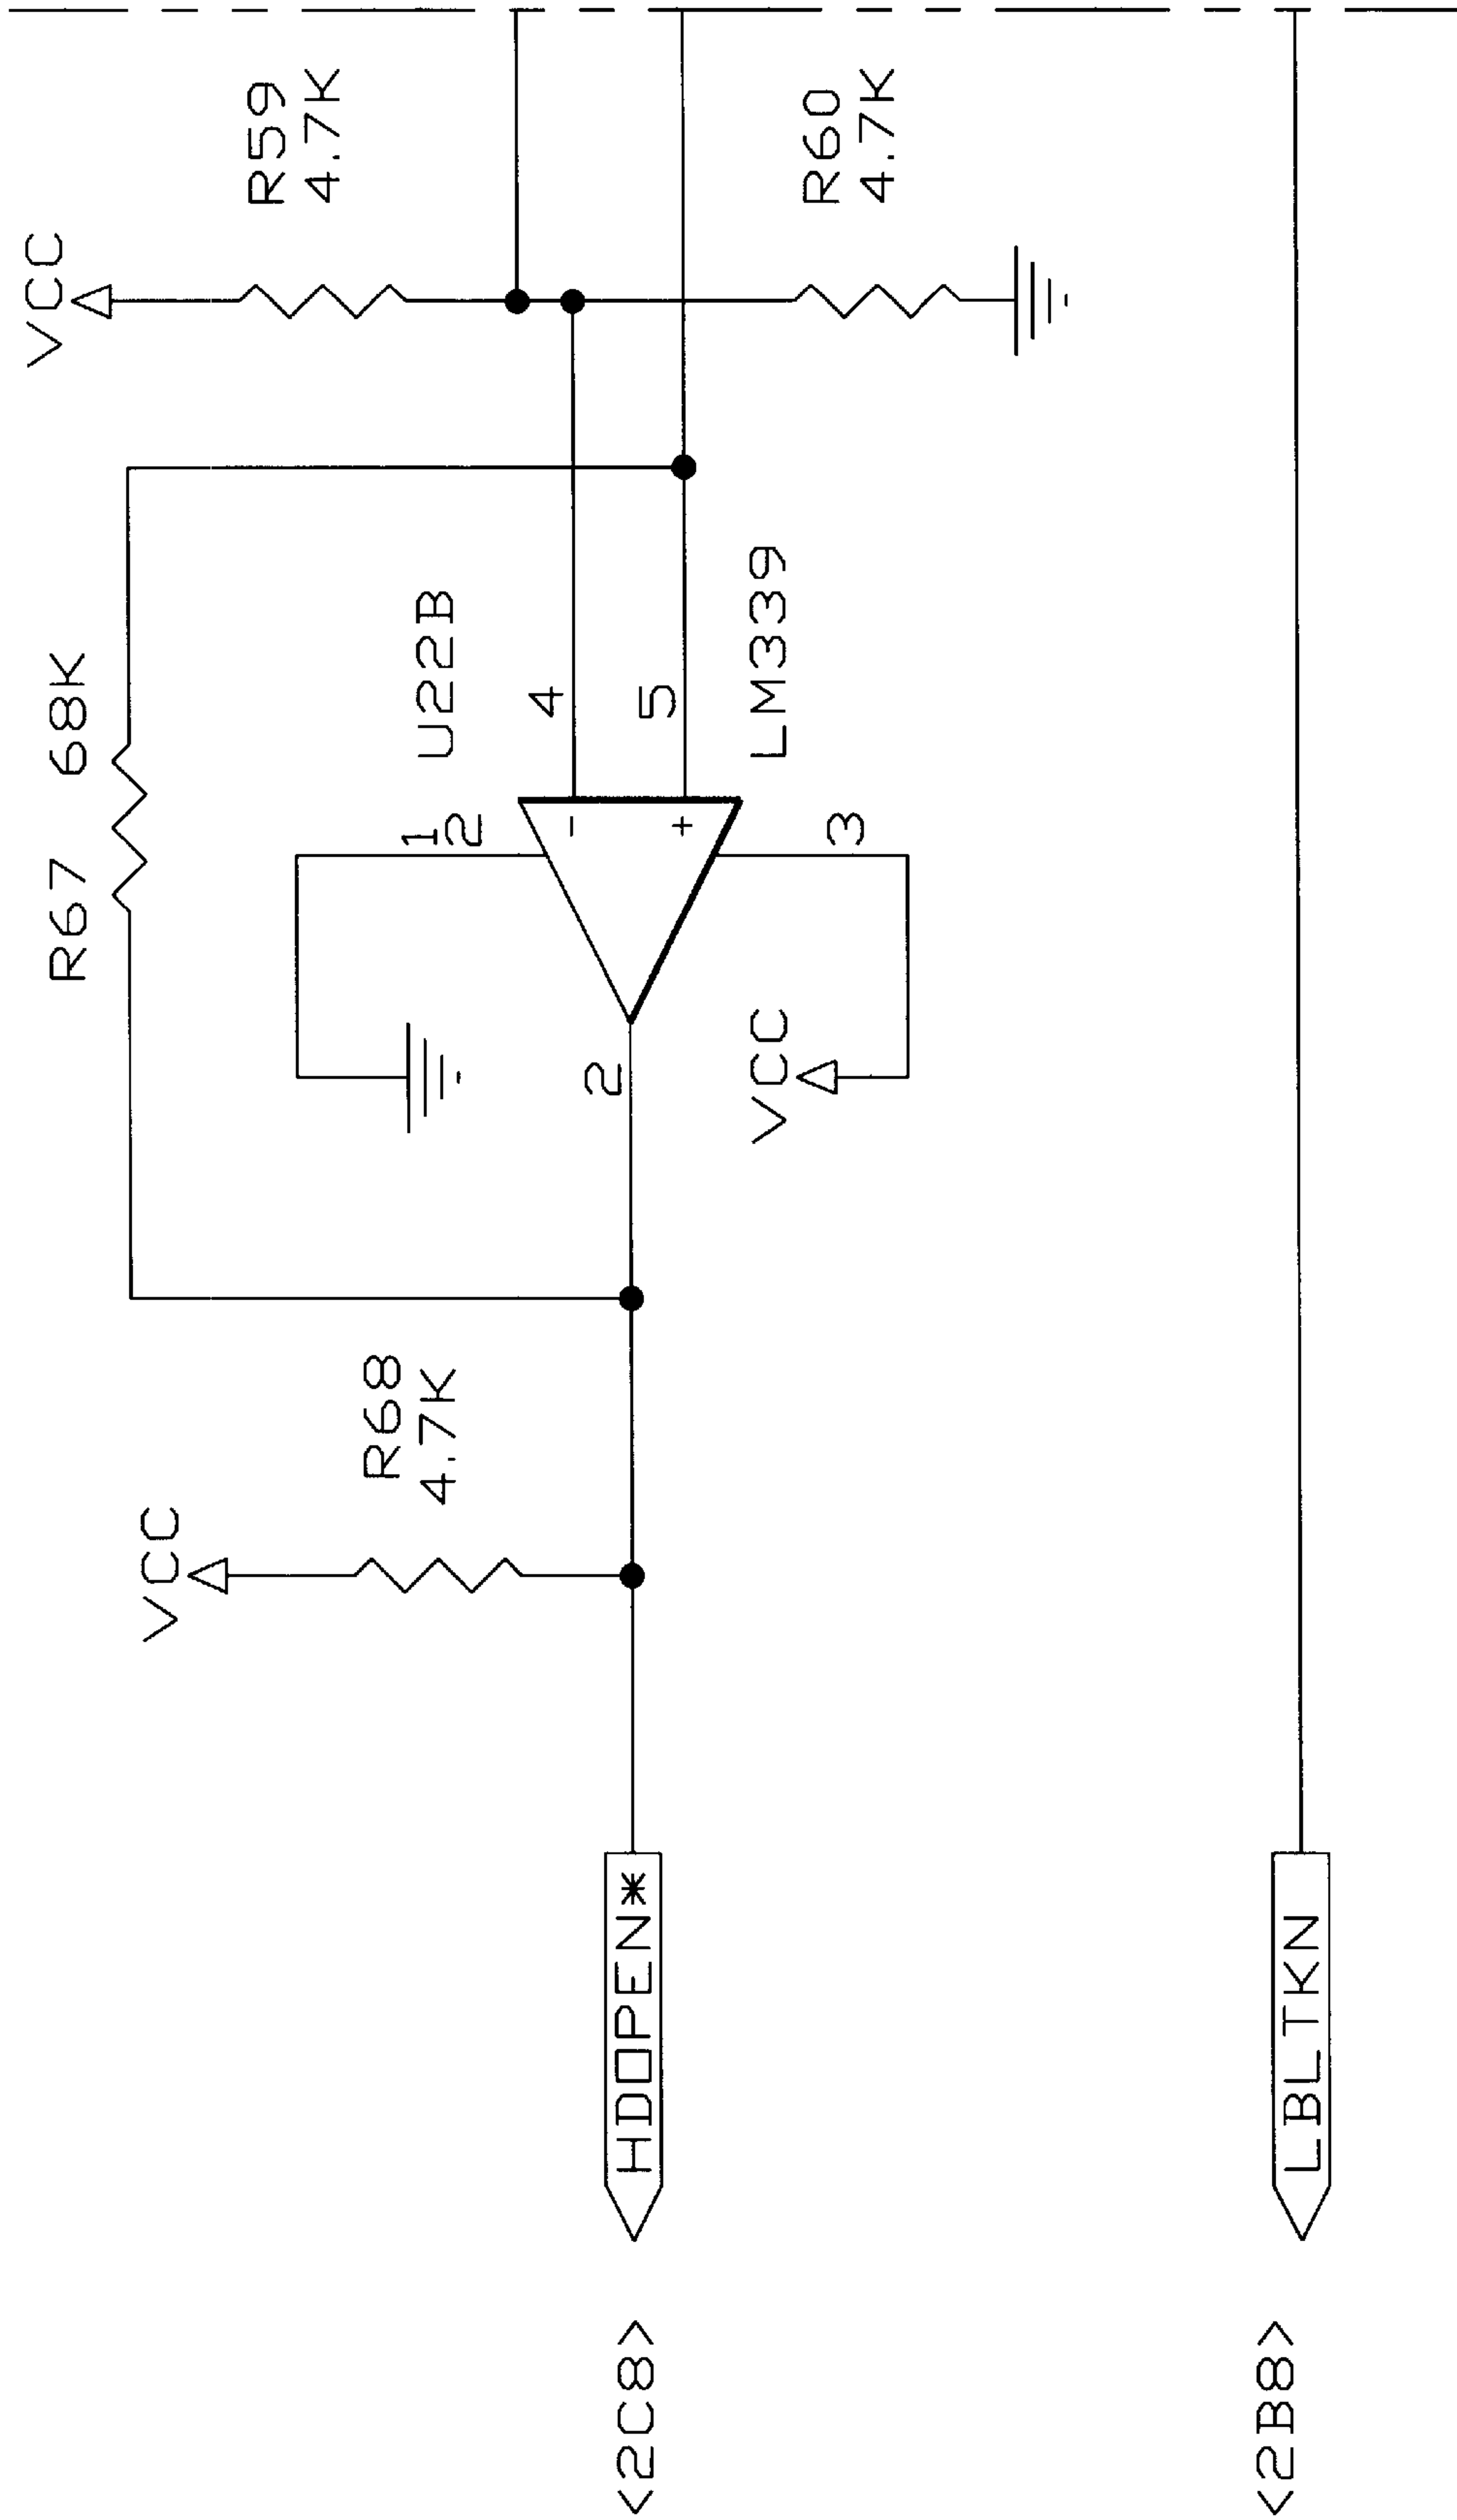 VCC
R59
4.7K
R60
4.7K
R67 68K
U22B
4
5
LM339
12
-
+
3
2
VCC
R68
4.7K
VCC
HDOPEN*
LBLTKN
<2C8>
<2B8>